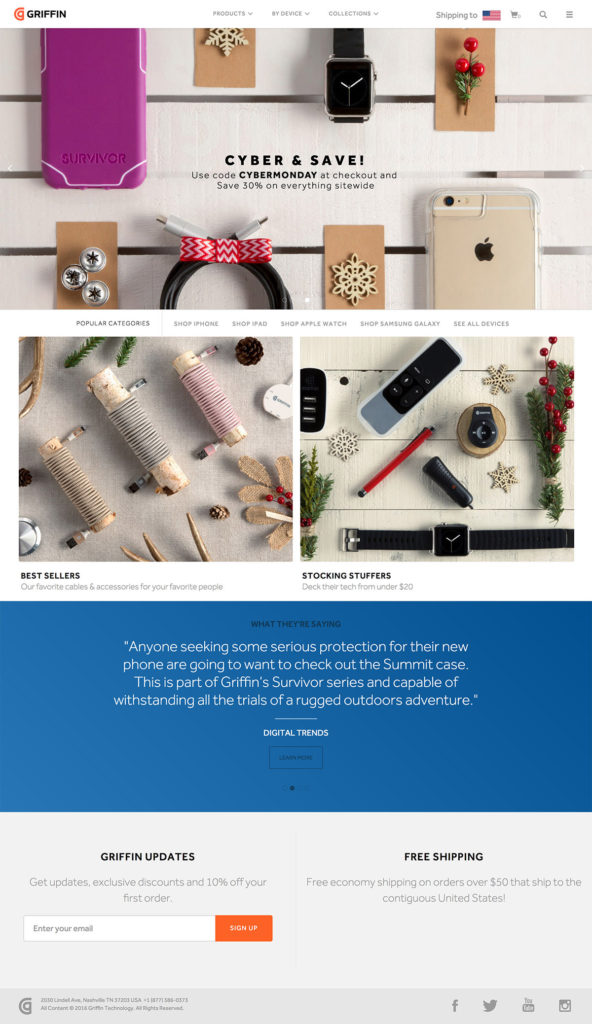 GRIFFIN
PRODUCTS
BY DEVICE
COLLECTIONS
Shipping to
0
SURVIVOR
CYBER & SAVE!
Use code CYBERMONDAY at checkout and
Save 30% on everything sitewide
POPULAR CATEGORIES
SHOP IPHONE
SHOP IPAD
SHOP APPLE WATCH
SHOP SAMSUNG GALAXY
SEE ALL DEVICES
GRIFFIN
MENU
BEST SELLERS
Our favorite cables & accessories for your favorite people
STOCKING STUFFERS
Deck their tech from under $20
WHAT THEY'RE SAYING
"Anyone seeking some serious protection for their new
phone are going to want to check out the Summit case.
This is part of Griffin's Survivor series and capable of
withstanding all the trials of a rugged outdoors adventure."
DIGITAL TRENDS
LEARN MORE
GRIFFIN UPDATES
Get updates, exclusive discounts and 10% off your
first order.
Enter your email
SIGN UP
FREE SHIPPING
Free economy shipping on orders over $50 that ship to the
contiguous United States!
2030 Lindell Ave, Nashville TN 37203 USA +1 (877) 586-0373
All Content © 2016 Griffin Technology. All Rights Reserved.
You
Tube